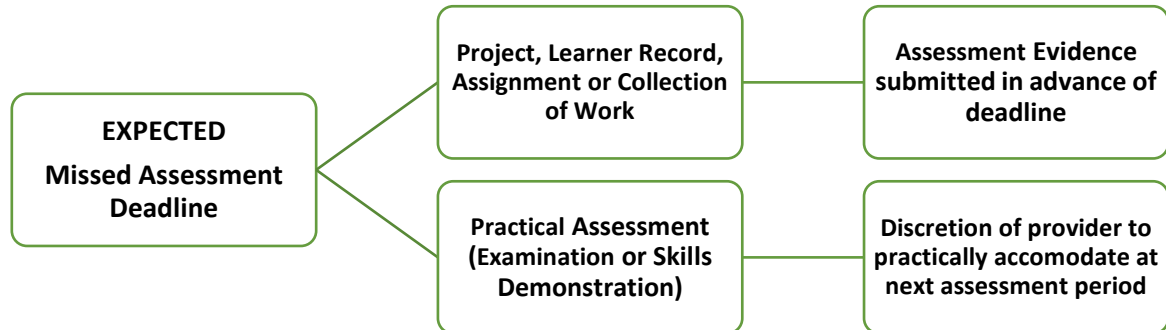 EXPECTED
Missed Assessment
Deadline
Project, Learner Record,
Assignment or Collection
of Work
Assessment Evidence
submitted in advance of
deadline
Practical Assessment
(Examination or Skills
Demonstration)
Discretion of provider to
practically accomodate at
next assessment period